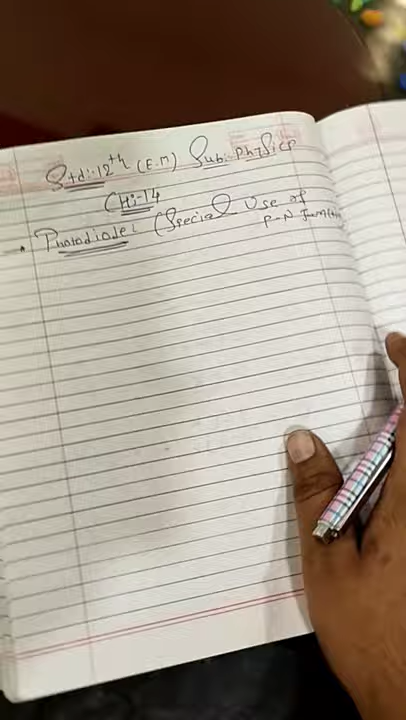 Std:-12th (E.M) Sub:-Physics
CH:-14
• Photodiode: (Special Use of
P-N Junction)